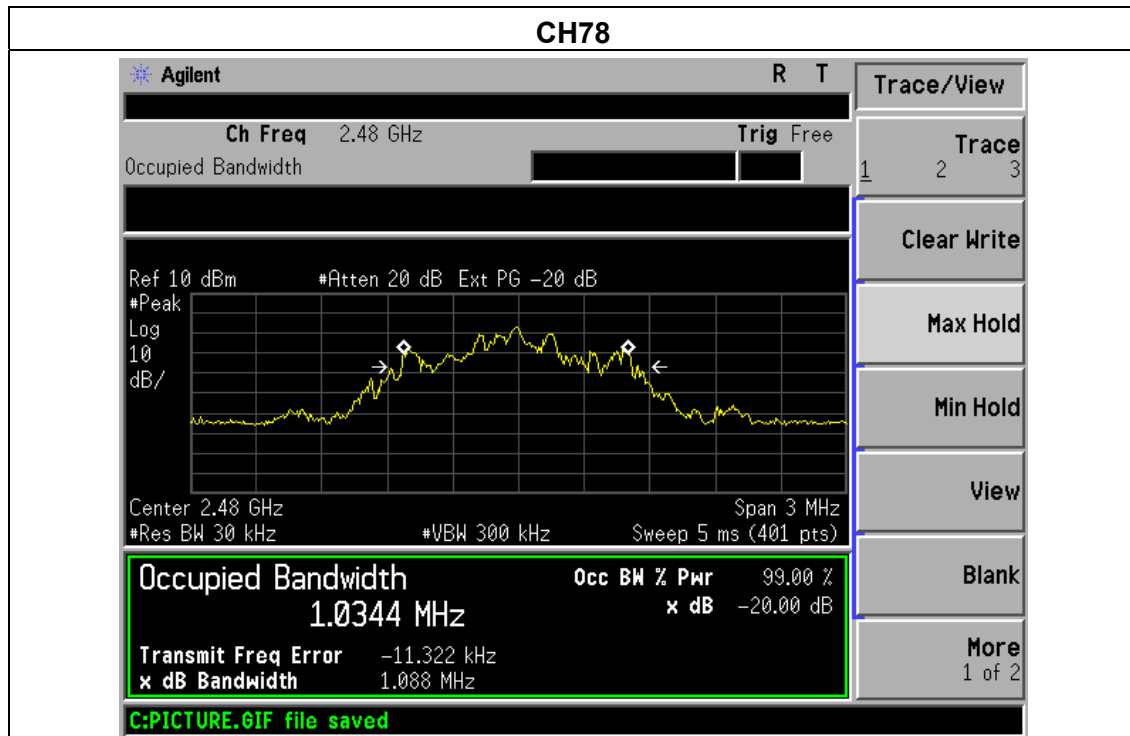 CH78
Agilent R T
Trace/View
Ch Freq 2.48 GHz Trig Free
Occupied Bandwidth
Trace
1 2 3
Clear Write
Ref 10 dBm #Atten 20 dB Ext PG -20 dB
#Peak
Log
10
dB/
Max Hold
Min Hold
View
Center 2.48 GHz Span 3 MHz
#Res BW 30 kHz #VBW 300 kHz Sweep 5 ms (401 pts)
Occupied Bandwidth Occ BW % Pwr 99.00 %
1.0344 MHz x dB -20.00 dB
Blank
Transmit Freq Error -11.322 kHz
x dB Bandwidth 1.088 MHz
More
1 of 2
C:PICTURE.GIF file saved